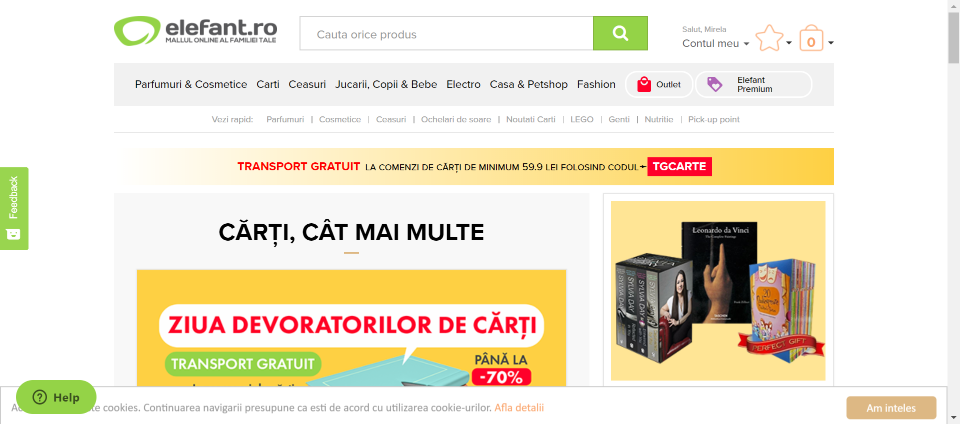 elefant.ro
MALLUL ONLINE AL FAMILIEI TALE
Cauta orice produs
Salut, Mirela
Contul meu
0
Parfumuri & Cosmetice Carti Ceasuri Jucarii, Copii & Bebe Electro Casa & Petshop Fashion Outlet Elefant
Premium
Vezi rapid: Parfumuri | Cosmetice | Ceasuri | Ochelari de soare | Noutati Carti | LEGO | Genti | Nutritie | Pick-up point
TRANSPORT GRATUIT LA COMENZI DE CĂRȚI DE MINIMUM 59.9 LEI FOLOSIND CODUL→ TGCARTE
Feedback
CĂRȚI, CÂT MAI MULTE
ZIUA DEVORATORILOR DE CĂRȚI
TRANSPORT GRATUIT
PÂNĂ LA
-70%
Leonardo da Vinci
SYLVIA DAY
PERFECT GIFT
Help
te cookies. Continuarea navigarii presupune ca esti de acord cu utilizarea cookie-urilor. Afla detalii
Am inteles